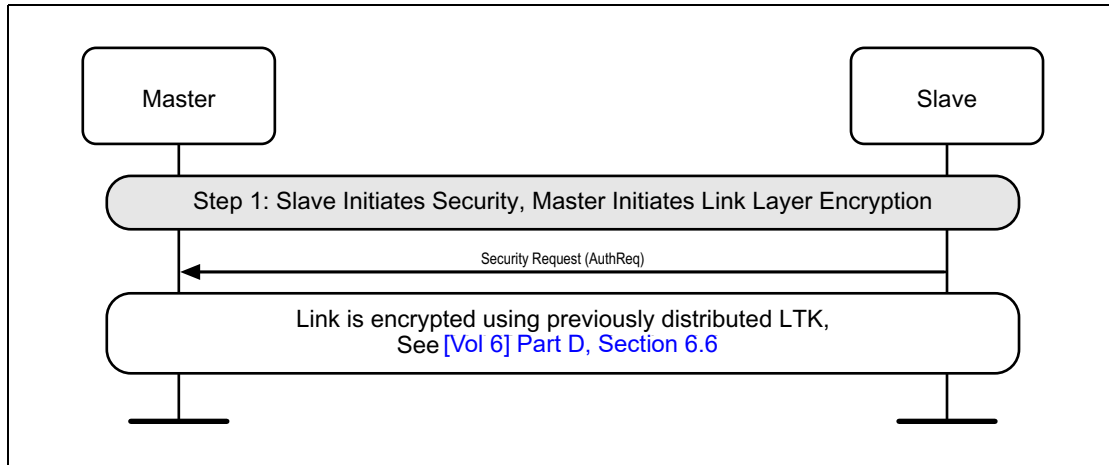 Master
Slave
Step 1: Slave Initiates Security, Master Initiates Link Layer Encryption
Security Request (AuthReq)
Link is encrypted using previously distributed LTK,
See [Vol 6] Part D, Section 6.6